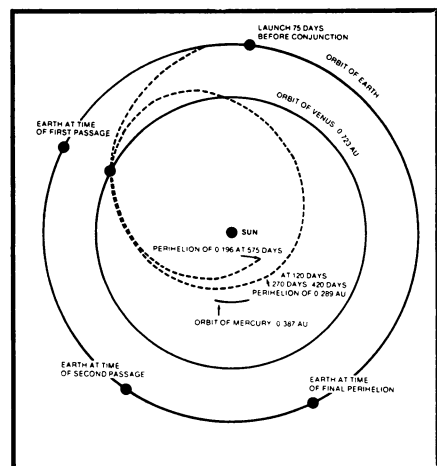 LAUNCH 75 DAYS
BEFORE CONJUNCTION
ORBIT OF EARTH
ORBIT OF VENUS 0.723 AU
EARTH AT TIME
OF FIRST PASSAGE
SUN
PERIHELION OF 0.196 AT 575 DAYS
AT 120 DAYS
270 DAYS 420 DAYS
PERIHELION OF 0.289 AU
ORBIT OF MERCURY 0.387 AU
EARTH AT TIME
OF SECOND PASSAGE
EARTH AT TIME
OF FINAL PERIHELION